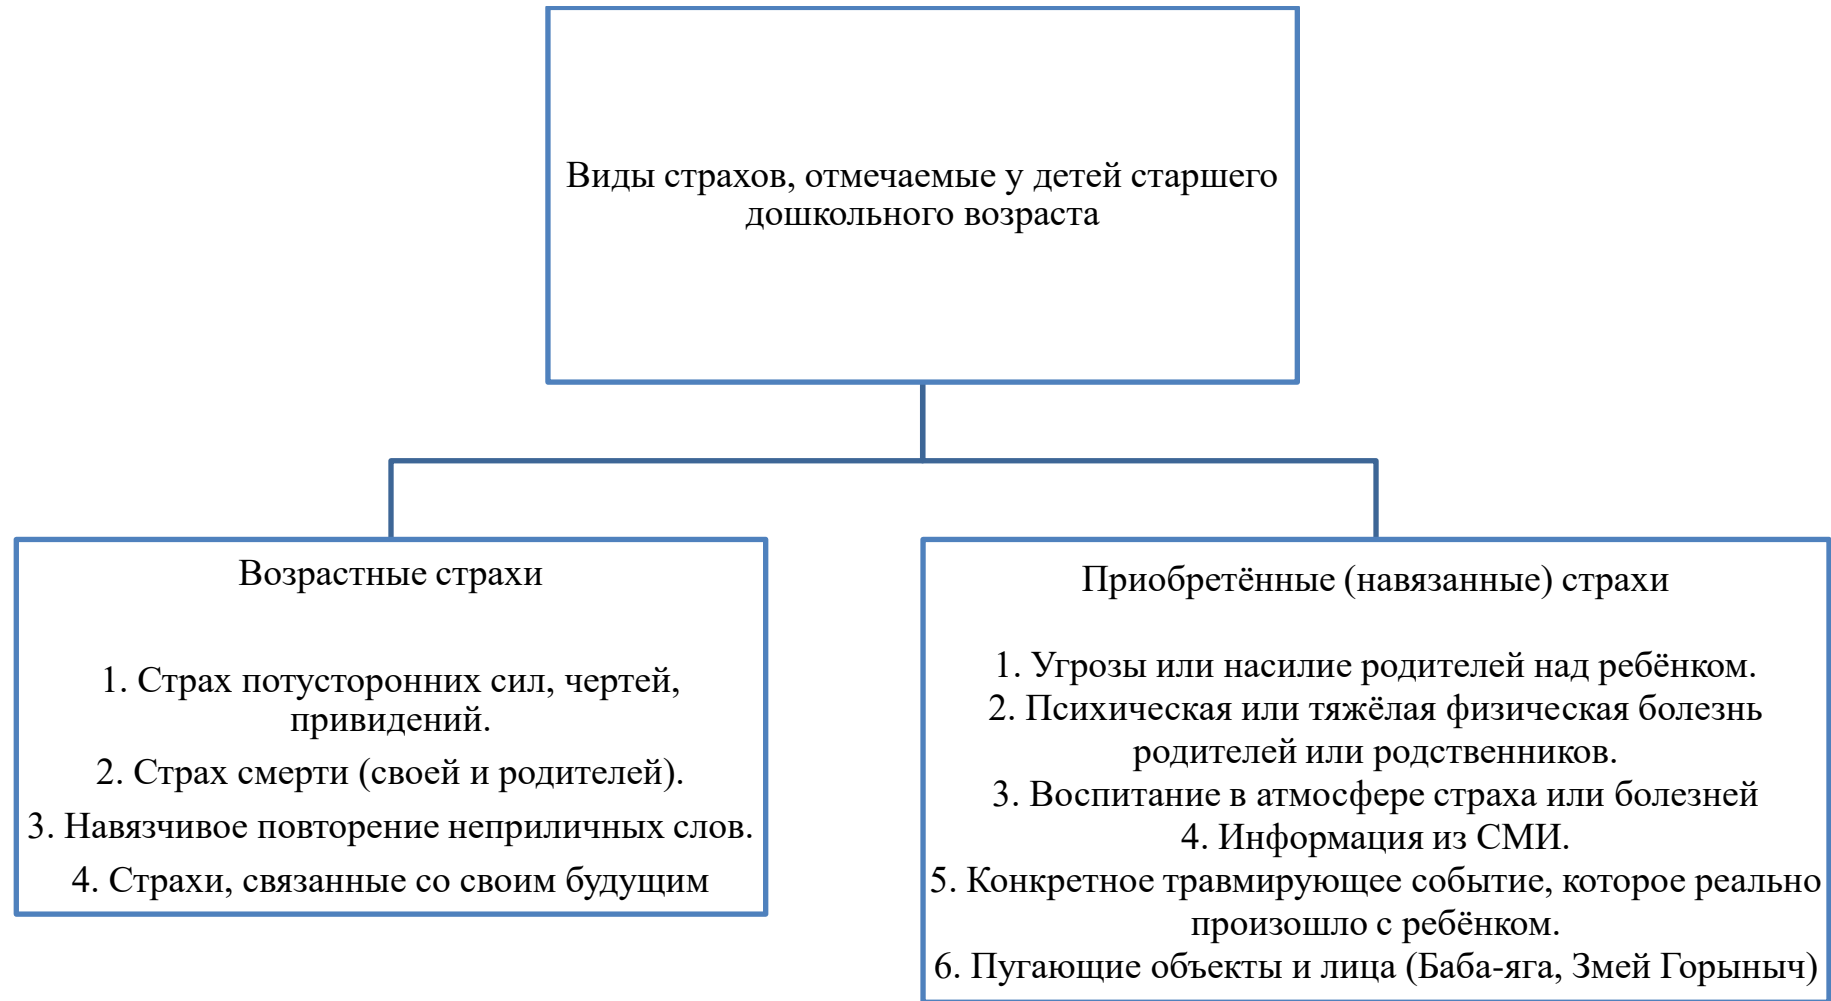 Виды страхов, отмечаемые у детей старшего
дошкольного возраста
Возрастные страхи
1. Страх потусторонних сил, чертей,
привидений.
2. Страх смерти (своей и родителей).
3. Навязчивое повторение неприличных слов.
4. Страхи, связанные со своим будущим
Приобретённые (навязанные) страхи
1. Угрозы или насилие родителей над ребёнком.
2. Психическая или тяжёлая физическая болезнь
родителей или родственников.
3. Воспитание в атмосфере страха или болезней
4. Информация из СМИ.
5. Конкретное травмирующее событие, которое реально
произошло с ребёнком.
6. Пугающие объекты и лица (Баба-яга, Змей Горыныч)